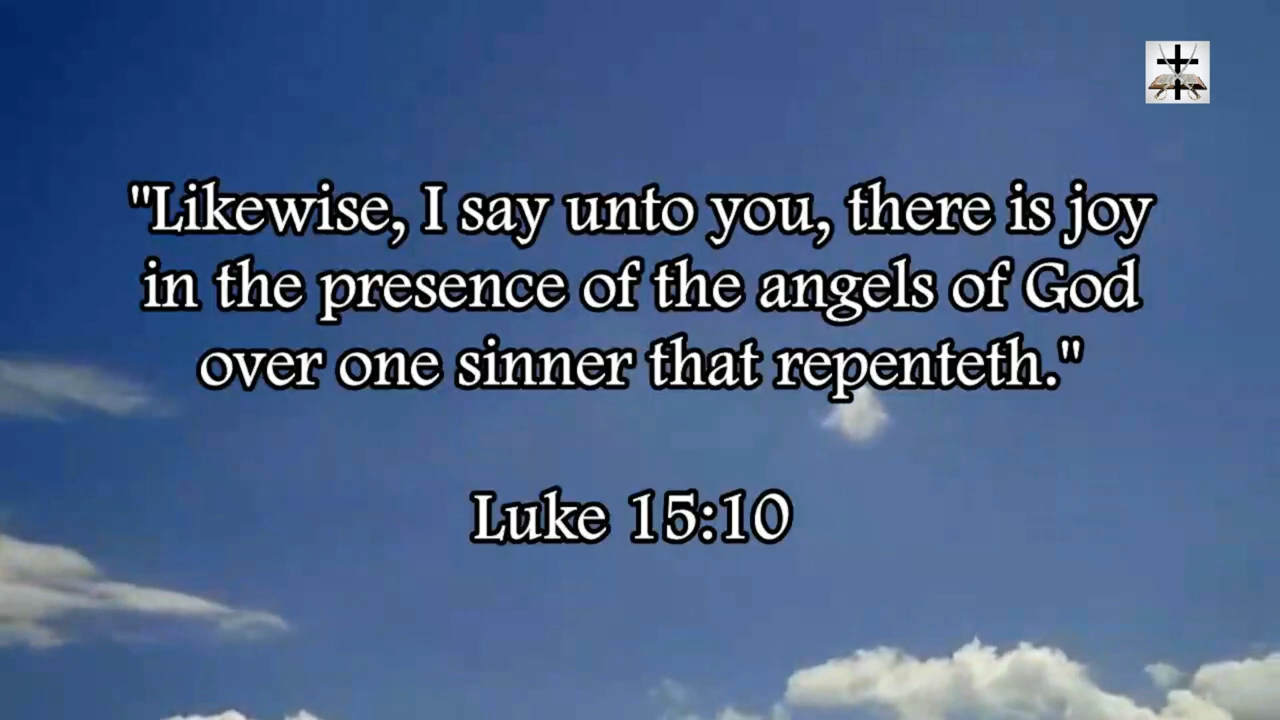 "Likewise, I say unto you, there is joy
in the presence of the angels of God
over one sinner that repenteth."
Luke 15:10